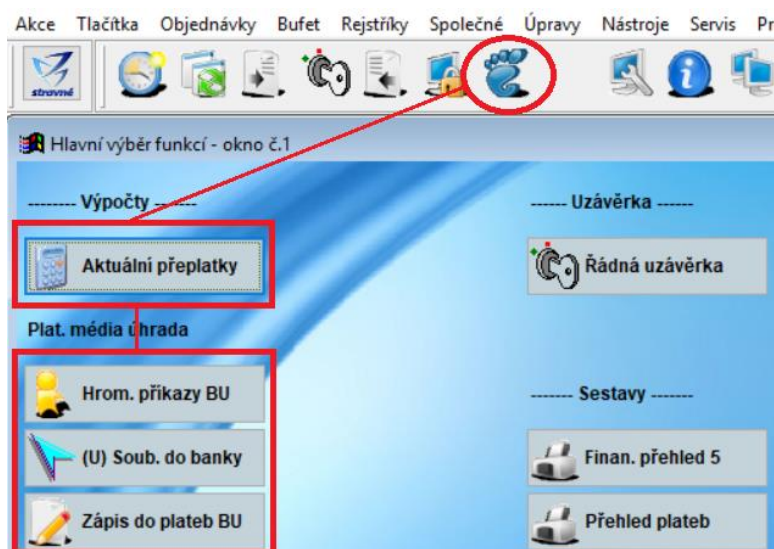 Akce Tlačítka Objednávky Bufet Rejstříky Společné Úpravy Nástroje Servis
stravné
Hlavní výběr funkcí - okno č.1
-------- Výpočty -------
Aktuální přeplatky
Plat. média úhrada
Hrom. příkazy BU
(U) Soub. do banky
Zápis do plateb BU
------ Uzávěrka ------
Řádná uzávěrka
------- Sestavy -------
Finan. přehled 5
Přehled plateb